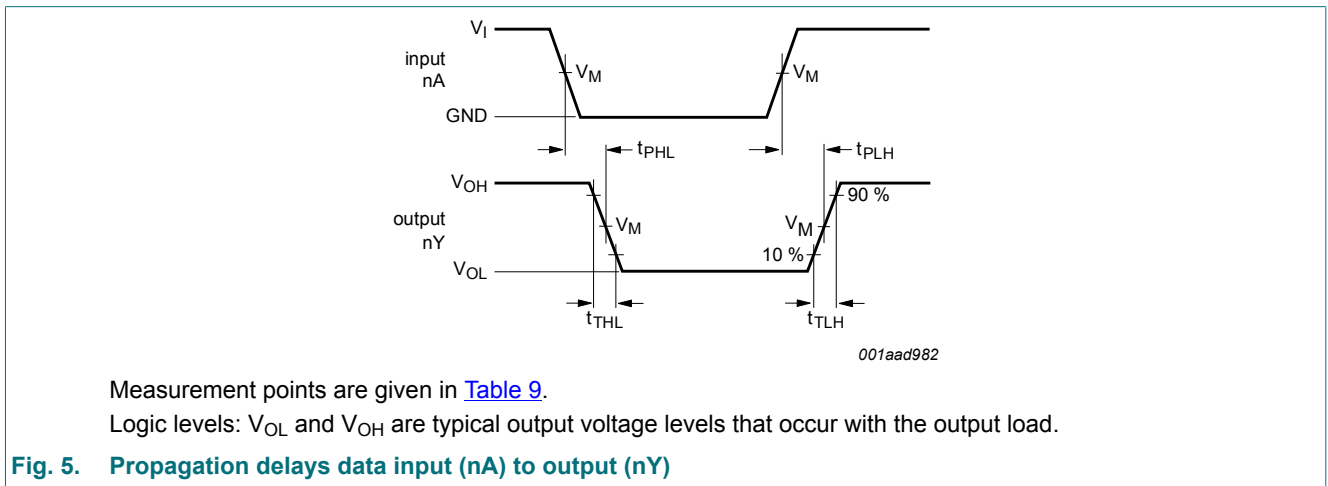 VI
input
nA
VM
VM
GND
tPHL
tPLH
VOH
90 %
output
nY
VM
VM
10 %
VOL
tTHL
tTLH
001aad982
Measurement points are given in Table 9.
Logic levels: VOL and VOH are typical output voltage levels that occur with the output load.
Fig. 5. Propagation delays data input (nA) to output (nY)